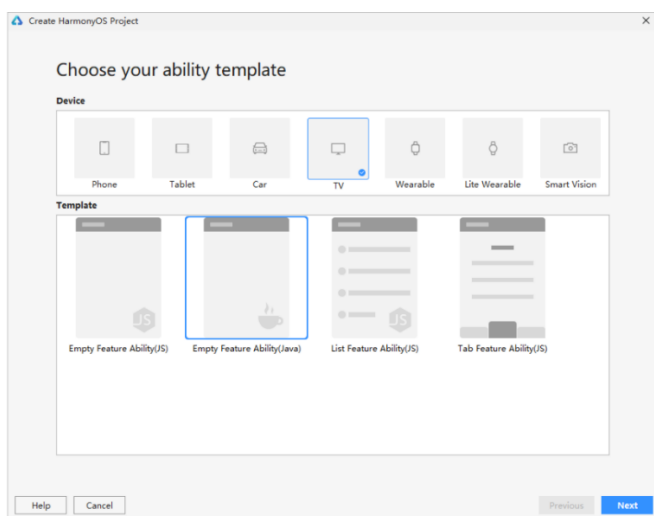 Create HarmonyOS Project
Choose your ability template
Device
Phone Tablet Car TV Wearable Lite Wearable Smart Vision
Template
JS JS
Empty Feature Ability(JS) Empty Feature Ability(Java) List Feature Ability(JS) Tab Feature Ability(JS)
Help Cancel Previous Next